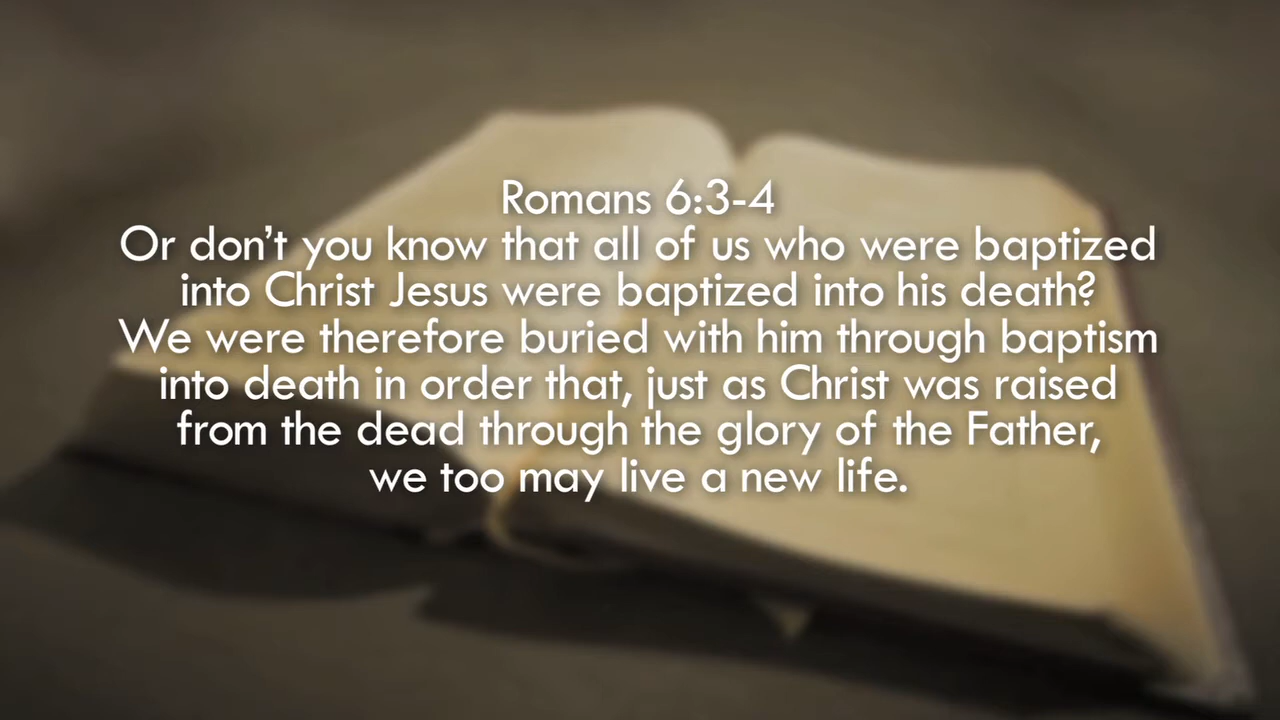 Romans 6:3-4
Or don’t you know that all of us who were baptized
into Christ Jesus were baptized into his death?
We were therefore buried with him through baptism
into death in order that, just as Christ was raised
from the dead through the glory of the Father,
we too may live a new life.